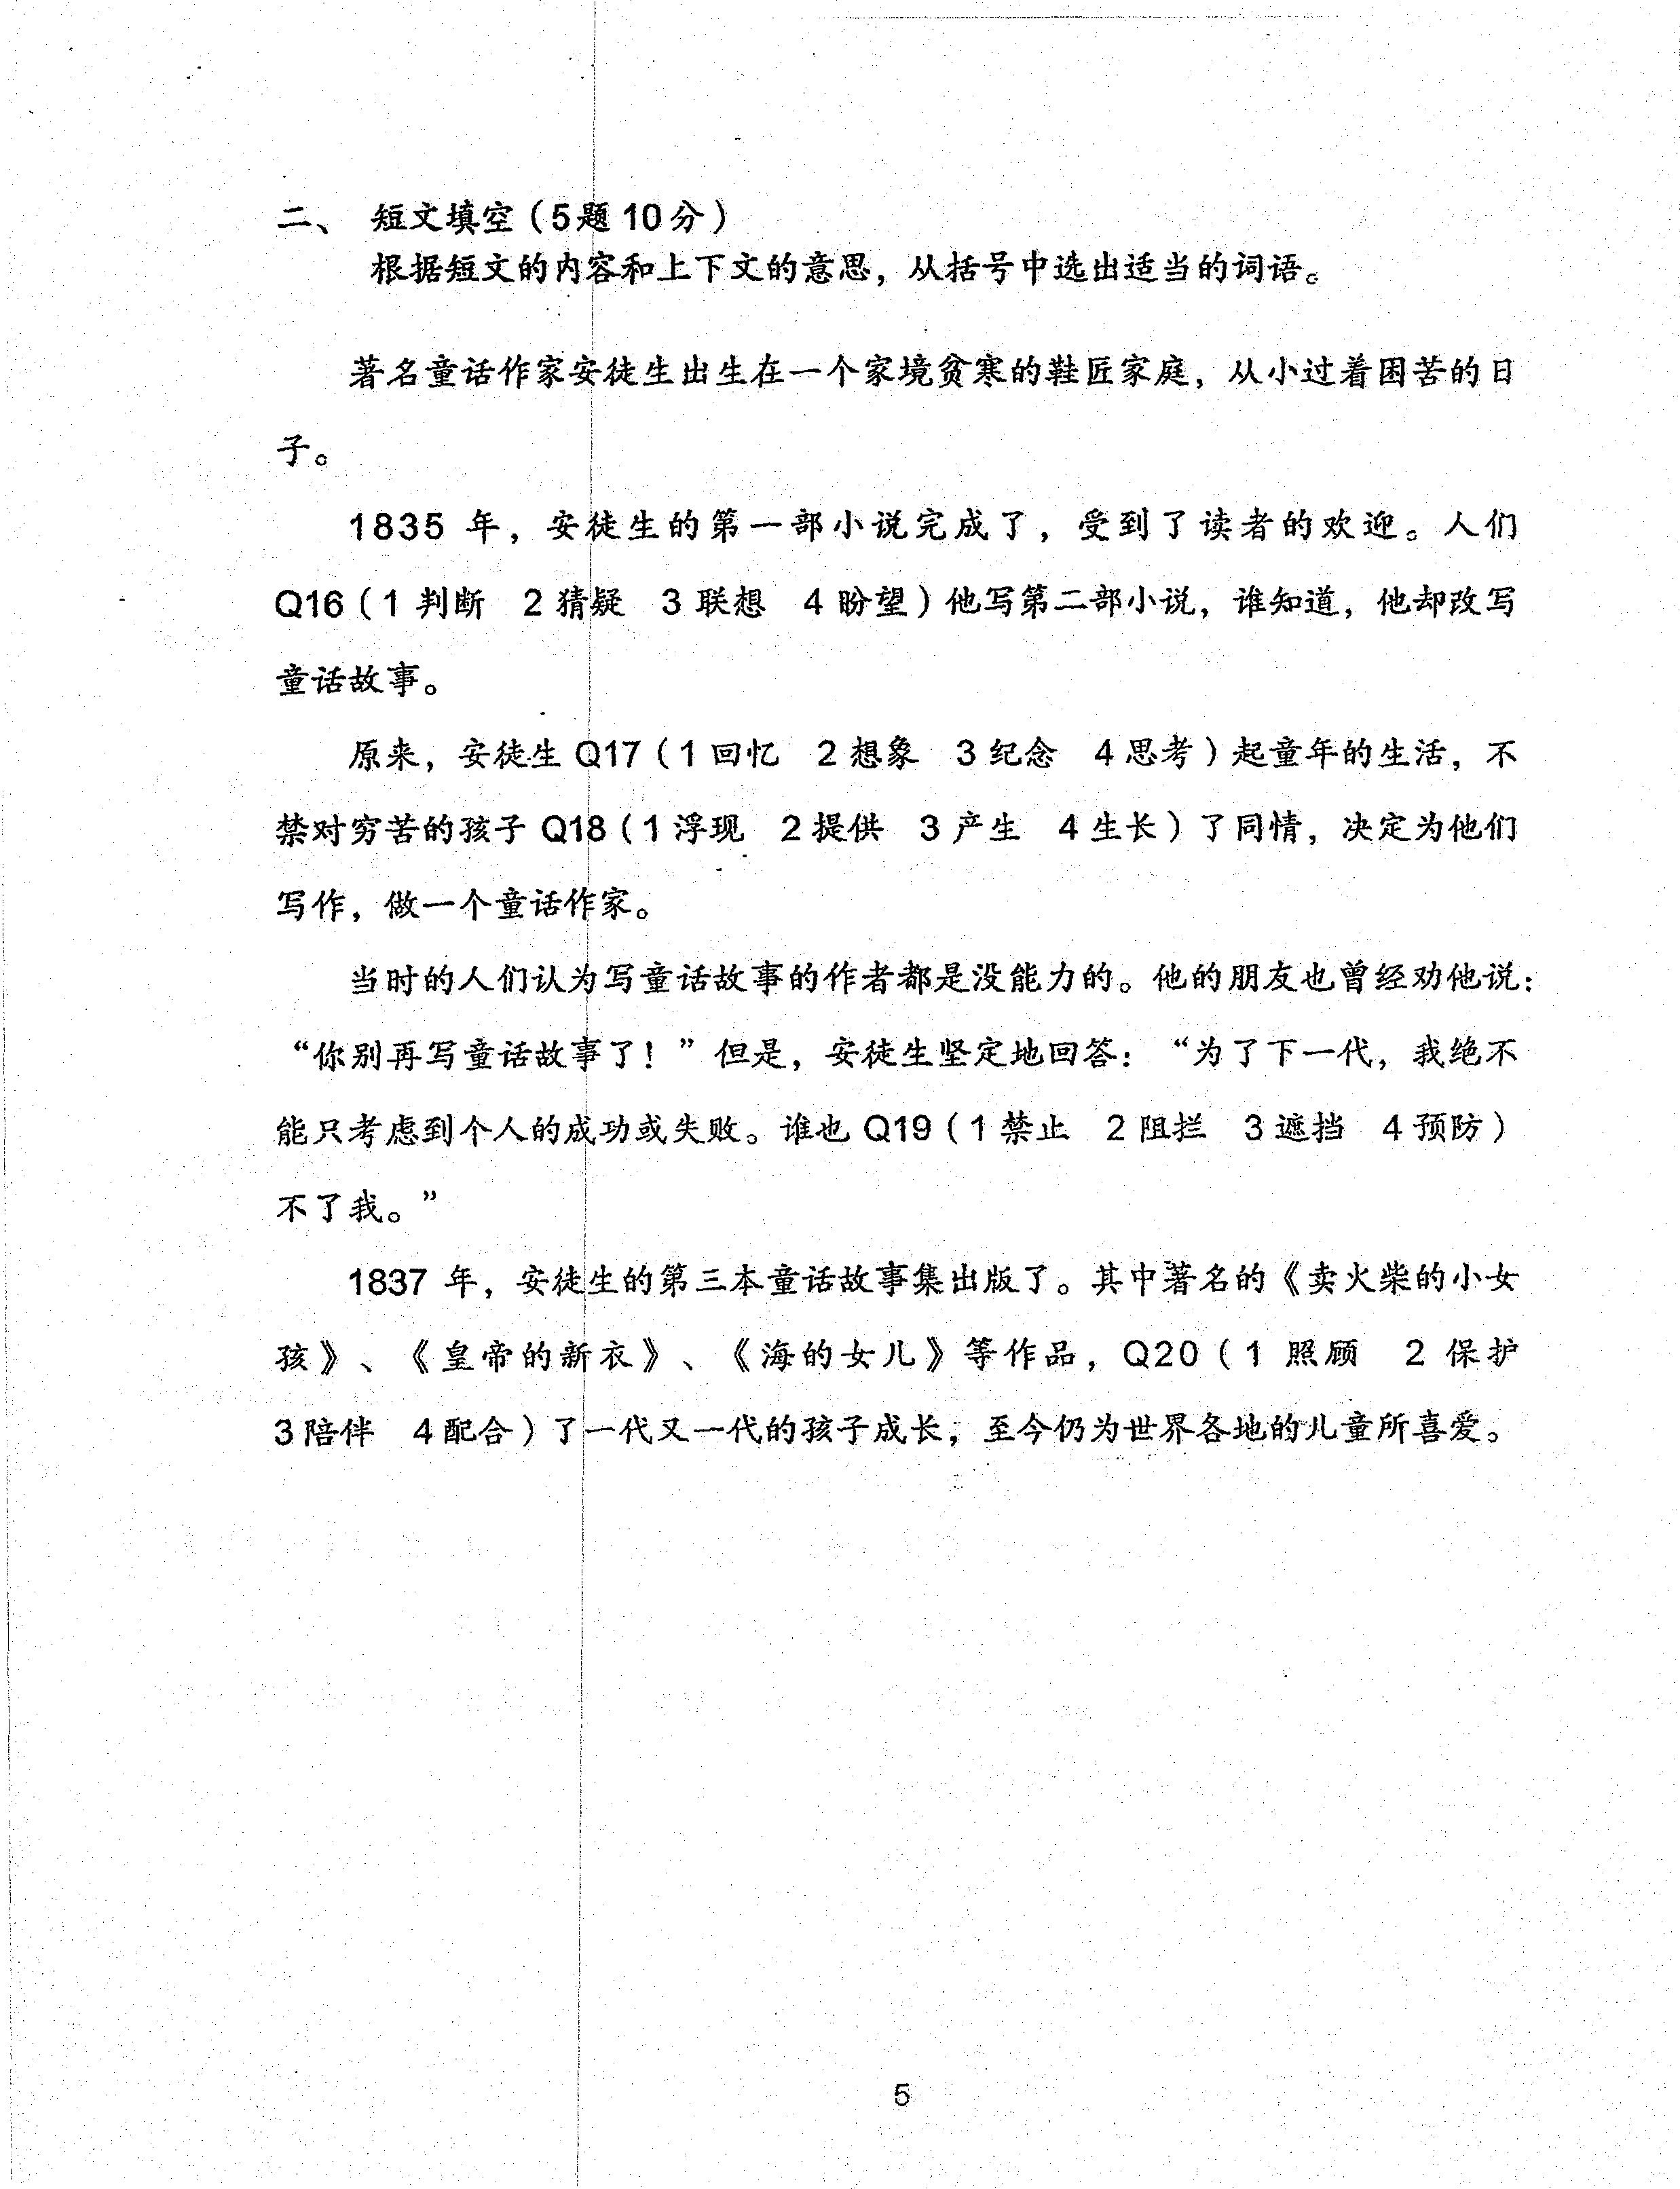 二、 短文填空（5题 10分）
根据短文的内容和上下文的意思，从括号中选出适当的词语。
著名童话作家安徒生出生在一个家境贫寒的鞋匠家庭，从小过着困苦的日
子。
1835 年，安徒生的第一部小说完成了，受到了读者的欢迎。人们
Q16（1 判断 2 猜疑 3 联想 4 盼望）他写第二部小说，谁知道，他却改写
童话故事。
原来，安徒生 Q17（1 回忆 2 想象 3 纪念 4 思考）起童年的生活，不
禁对穷苦的孩子 Q18（1 浮现 2 提供 3 产生 4 生长）了同情，决定为他们
写作，做一个童话作家。
当时的人们认为写童话故事的作者都是没能力的。他的朋友也曾经劝他说：
“你别再写童话故事了！”但是，安徒生坚定地回答：“为了下一代，我绝不
能只考虑到个人的成功或失败。谁也 Q19（1 禁止 2 阻拦 3 遮挡 4 预防）
不了我。”
1837 年，安徒生的第三本童话故事集出版了。其中著名的《卖火柴的小女
孩》、《皇帝的新衣》、《海的女儿》等作品，Q20（1 照顾 2 保护
3 陪伴 4 配合）了一代又一代的孩子成长，至今仍为世界各地的儿童所喜爱。
5